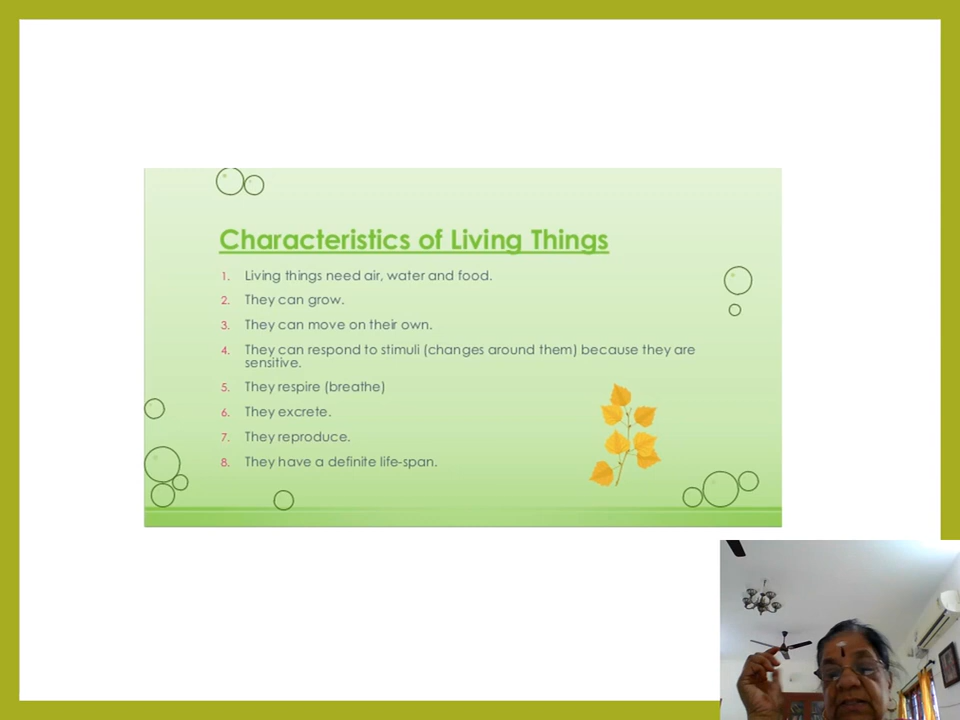 Characteristics of Living Things
1. Living things need air, water and food.
2. They can grow.
3. They can move on their own.
4. They can respond to stimuli (changes around them) because they are
sensitive.
5. They respire (breathe)
6. They excrete.
7. They reproduce.
8. They have a definite life-span.